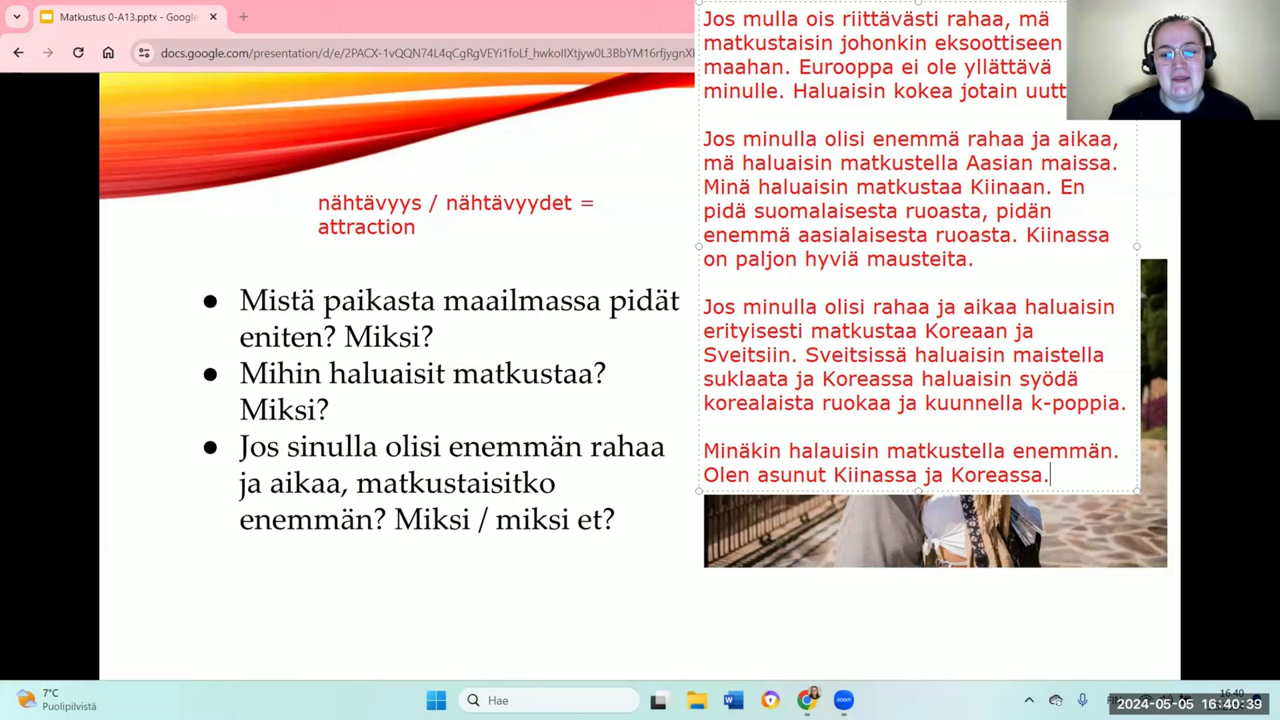 Matkustus 0-A13.pptx - Google
docs.google.com/presentation/d/e/2PACX-1vQQN74L4qCgRgVEYi1foLf_hwkolIXtjyw0L3BbYM16rfjygnXI
Jos mulla ois riittävästi rahaa, mä
matkustaisin johonkin eksoottiseen
maahan. Eurooppa ei ole yllättävä
minulle. Haluaisin kokea jotain uutt
Jos minulla olisi enemmä rahaa ja aikaa,
mä haluaisin matkustella Aasian maissa.
Minä haluaisin matkustaa Kiinaan. En
pidä suomalaisesta ruoasta, pidän
enemmä aasialaisesta ruoasta. Kiinassa
on paljon hyviä mausteita.
Jos minulla olisi rahaa ja aikaa haluaisin
erityisesti matkustaa Koreaan ja
Sveitsiin. Sveitsissä haluaisin maistella
suklaata ja Koreassa haluaisin syödä
korealaista ruokaa ja kuunnella k-poppia.
Minäkin halauisin matkustella enemmän.
Olen asunut Kiinassa ja Koreassa.
nähtävyys / nähtävyydet =
attraction
● Mistä paikasta maailmassa pidät
eniten? Miksi?
● Mihin haluaisit matkustaa?
Miksi?
● Jos sinulla olisi enemmän rahaa
ja aikaa, matkustaisitko
enemmän? Miksi / miksi et?
7°C
Puolipilvistä
Hae
zoom
16.40
2024-05-05 16:40:39